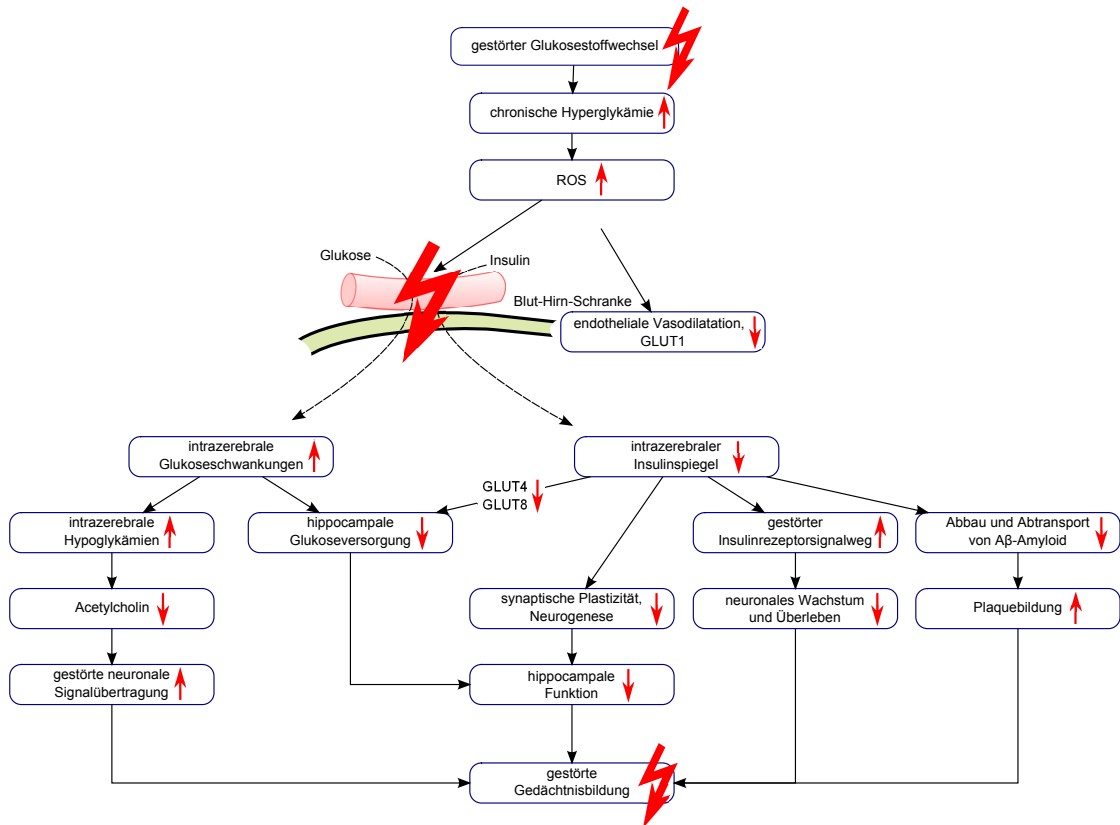 gestörter Glukosestoffwechsel
chronische Hyperglykämie
ROS
Glukose
Insulin
Blut-Hirn-Schranke
endotheliale Vasodilatation,
GLUT1
intrazerebrale
Glukoseschwankungen
intrazerebraler
Insulinspiegel
GLUT4
GLUT8
intrazerebrale
Hypoglykämien
hippocampale
Glukoseversorgung
gestörter
Insulinrezeptorsignalweg
Abbau und Abtransport
von Aβ-Amyloid
Acetylcholin
synaptische Plastizität,
Neurogenese
neuronales Wachstum
und Überleben
Plaquebildung
gestörte neuronale
Signalübertragung
hippocampale
Funktion
gestörte
Gedächtnisbildung